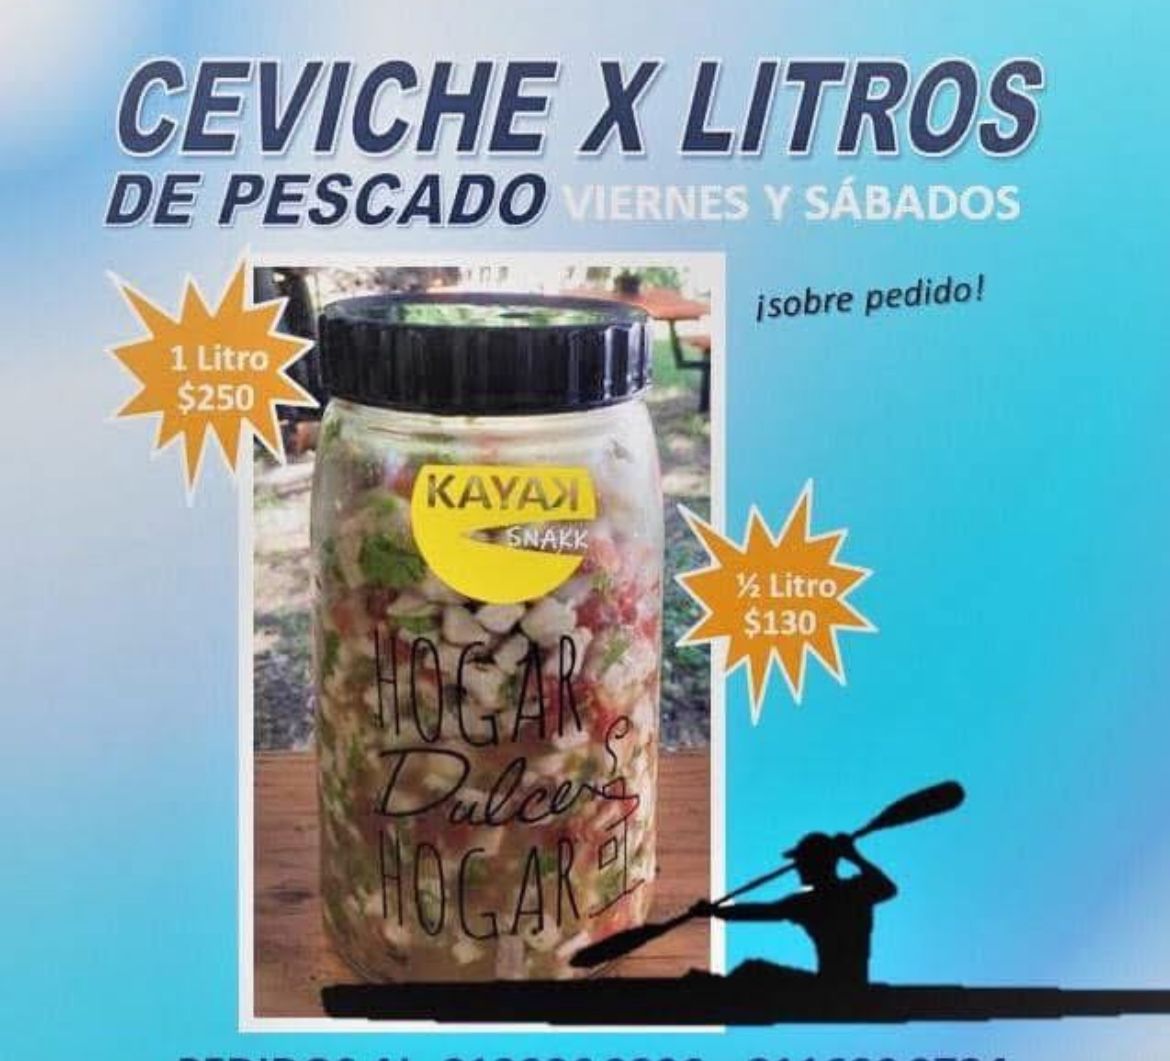 CEVICHE X LITROS
DE PESCADO VIERNES Y SÁBADOS
¡sobre pedido!
1 Litro
$250
KAYAK
SNAKK
½ Litro
$130
HOGAR
Dulce
HOGAR